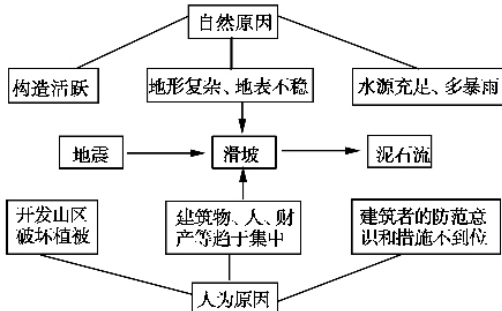 自然原因
构造活跃
地形复杂、地表不稳
水源充足、多暴雨
地震
滑坡
泥石流
开发山区
破坏植被
建筑物、人、财
产等趋于集中
建筑者的防范意
识和措施不到位
人为原因